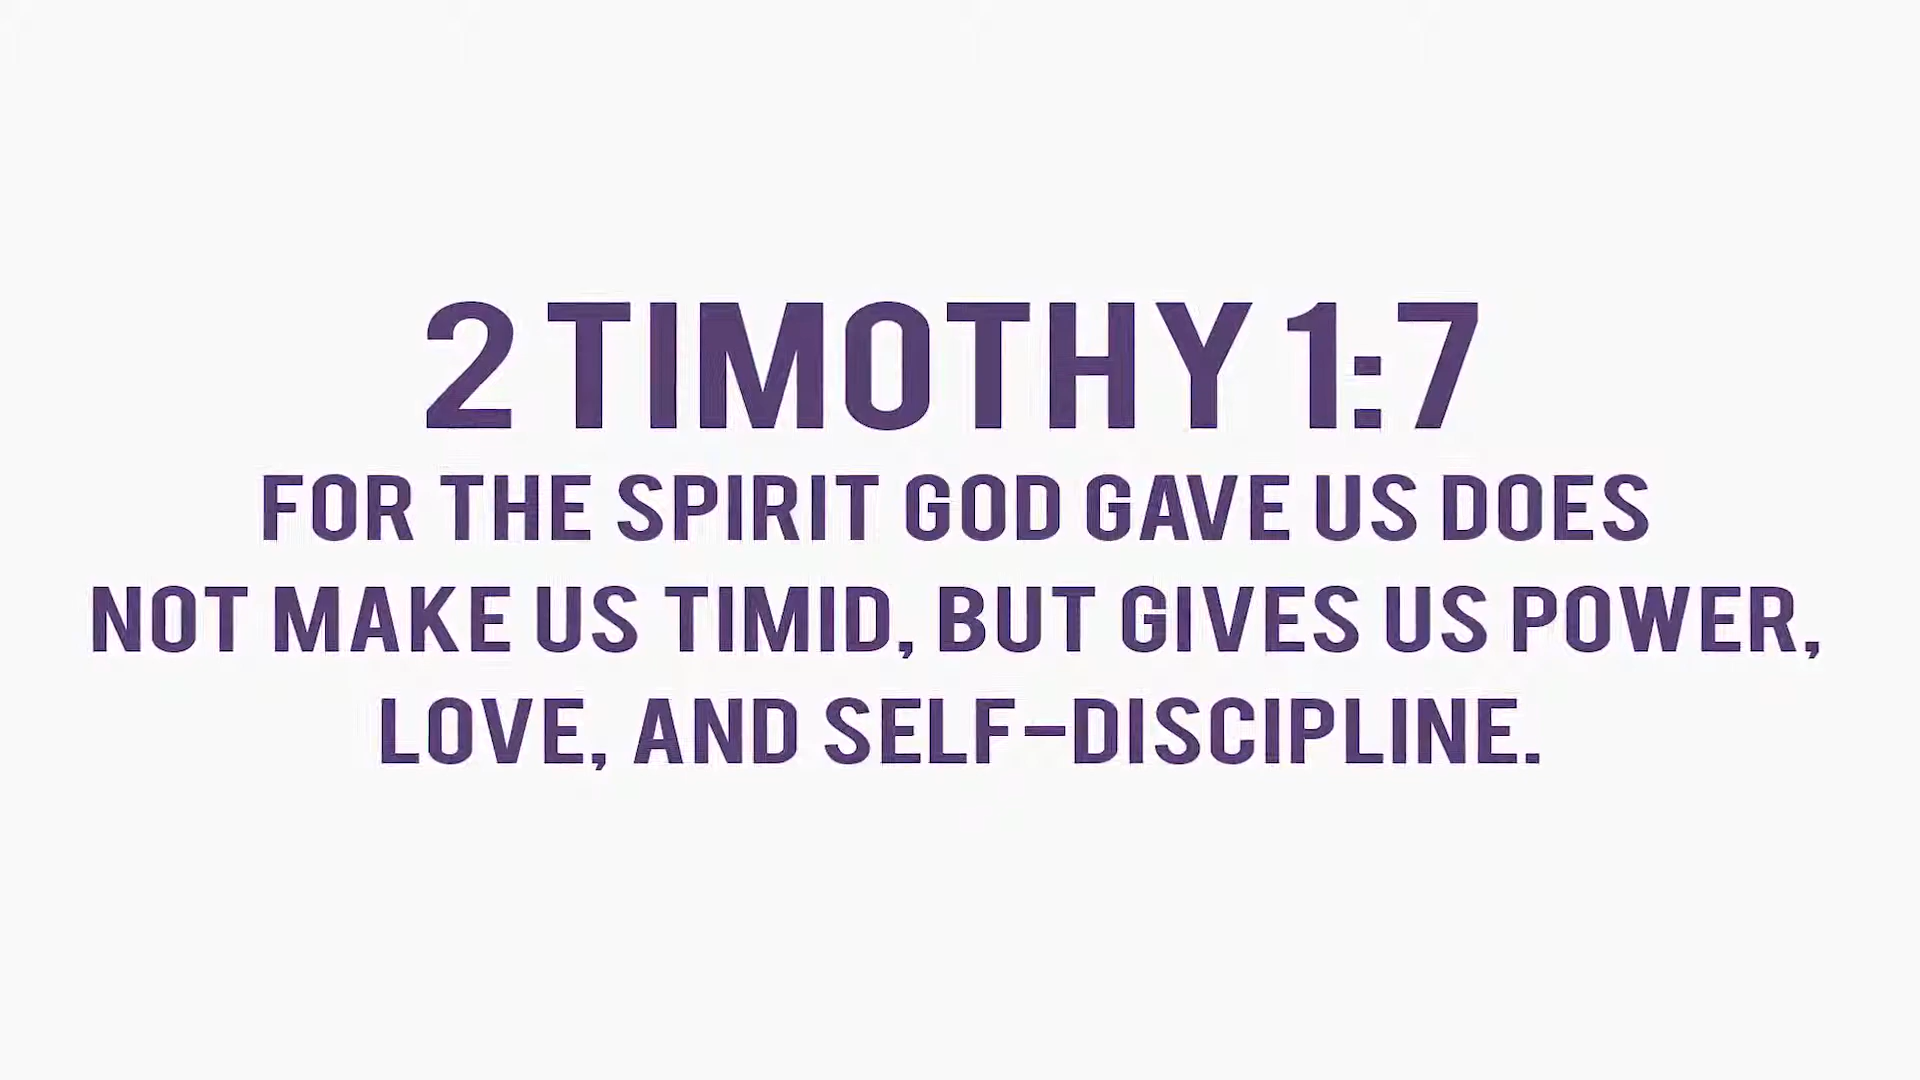 2 TIMOTHY 1:7
FOR THE SPIRIT GOD GAVE US DOES
NOT MAKE US TIMID, BUT GIVES US POWER,
LOVE, AND SELF-DISCIPLINE.